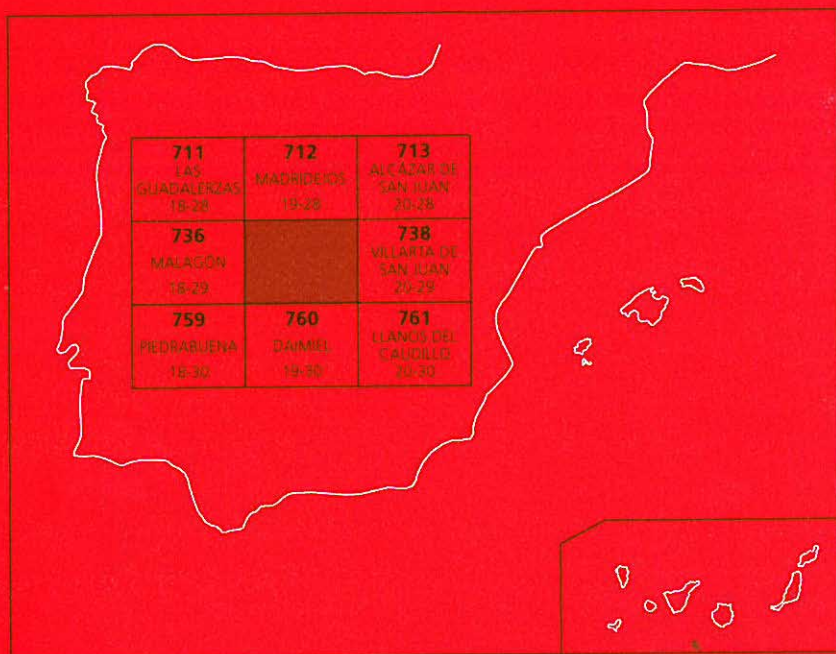 711
LAS
GUADALERZAS
18-28
712
MADRIDEJOS
19-28
713
ALCAZAR DE
SAN JUAN
20-28
736
MALAGON
18-29
738
VILLARTA DE
SAN JUAN
20-29
759
PIEDRABUENA
18-30
760
DAIMIEL
19-30
761
LLANOS DEL
CAUDILLO
20-30